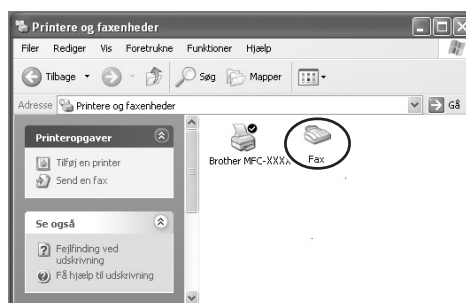 Printere og faxenheder
Filer Rediger Vis Foretrukne Funktioner Hjælp
Tilbage Søg Mapper
Adresse Printere og faxenheder Gå
Printeropgaver
Tilføj en printer
Send en fax
Se også
Fejlfinding ved
udskrivning
Få hjælp til udskrivning
Brother MFC-XXXX
Fax